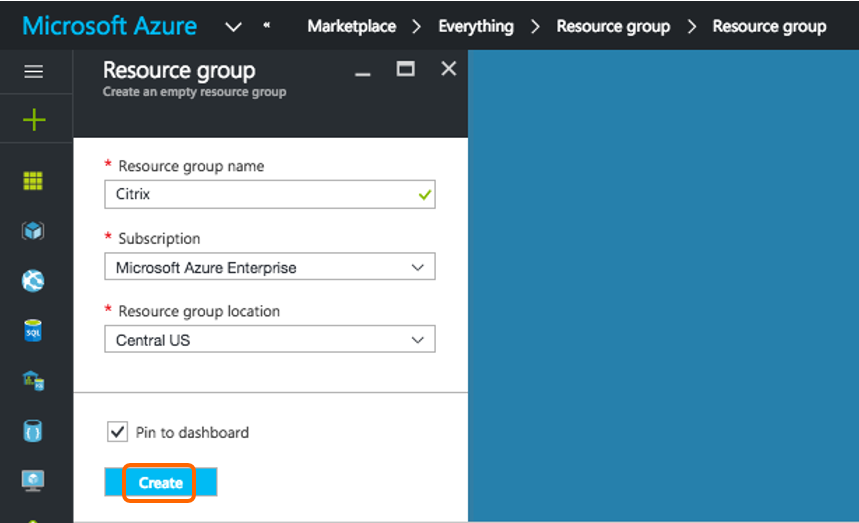 Microsoft Azure « Marketplace > Everything > Resource group > Resource group
Resource group
Create an empty resource group
* Resource group name
Citrix
* Subscription
Microsoft Azure Enterprise
* Resource group location
Central US
SQL
Pin to dashboard
Create